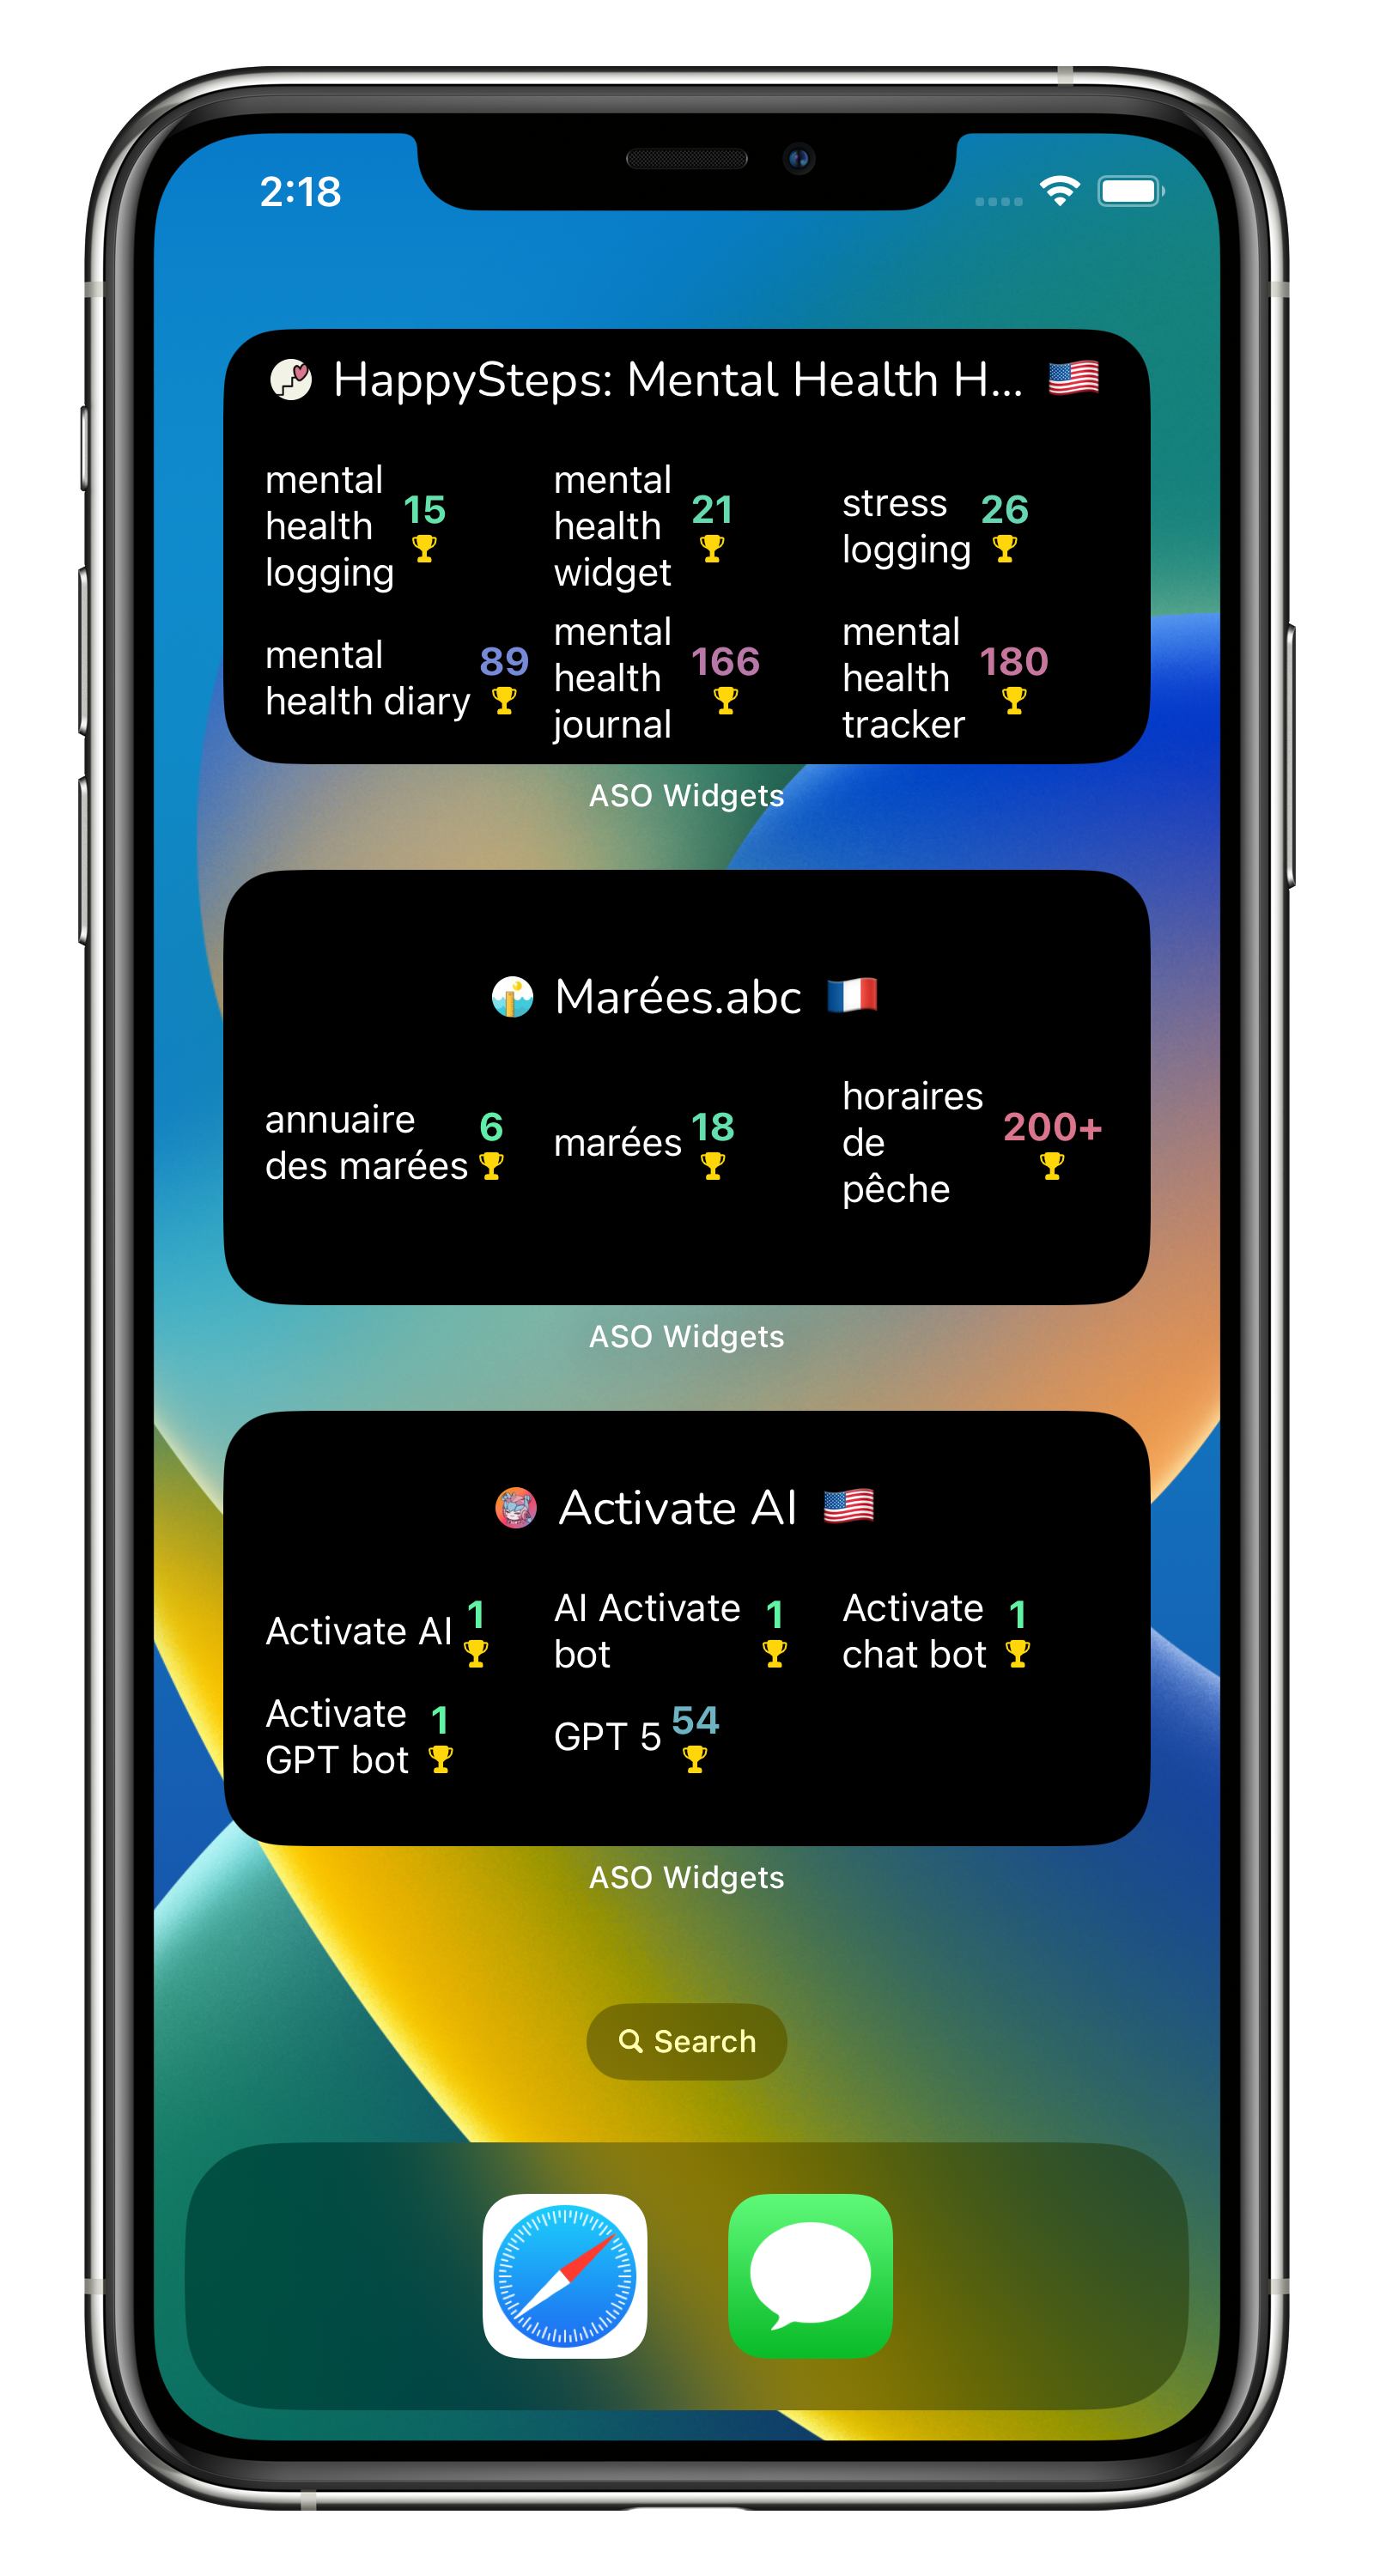 2:18
HappySteps: Mental Health H...
mental
health
logging
15
mental
health
widget
21
stress
logging
26
mental
health diary
89
mental
health
journal
166
mental
health
tracker
180
ASO Widgets
Marées.abc
annuaire
des marées
6
marées
18
horaires
de
pêche
200+
ASO Widgets
Activate AI
Activate AI
1
AI Activate
bot
1
Activate
chat bot
1
Activate
GPT bot
1
GPT 5
54
ASO Widgets
Search